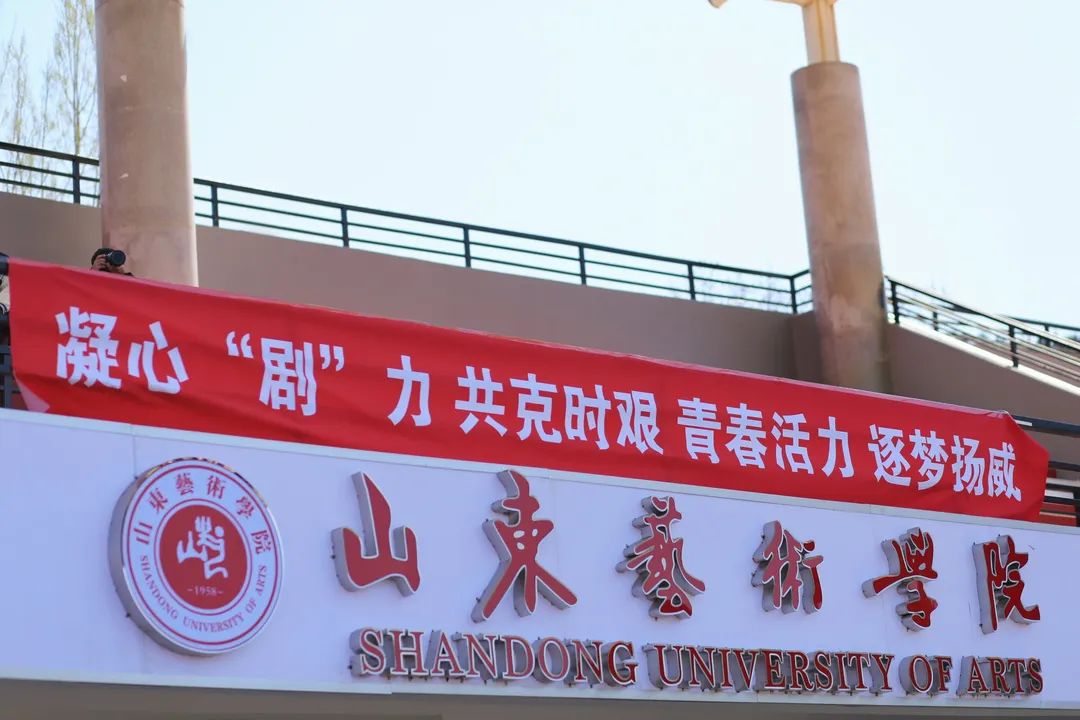 凝心“剧”力 共克时艰 青春活力 逐梦扬威
山東藝術學院
SHANDONG UNIVERSITY OF ARTS
山東藝術學院
-1958-
SHANDONG UNIVERSITY OF ARTS